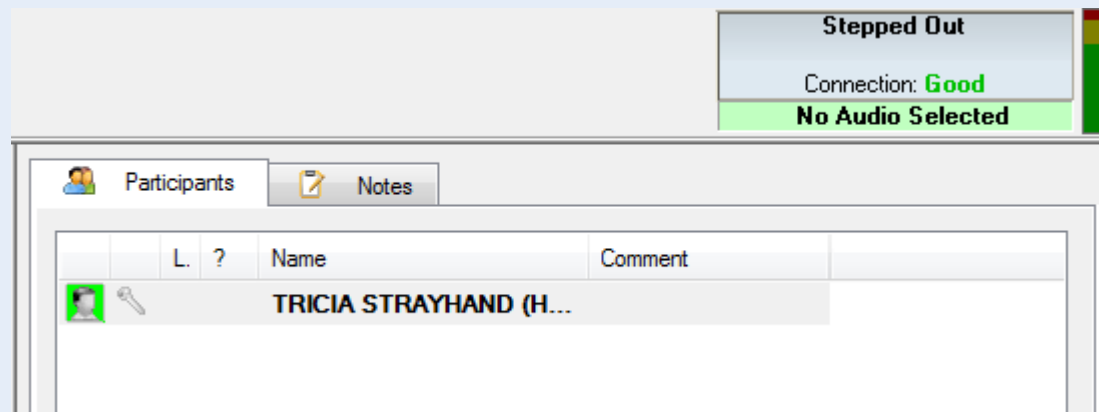 Stepped Out
Connection: Good
No Audio Selected
Participants Notes
L. ? Name Comment
TRICIA STRAYHAND (H...